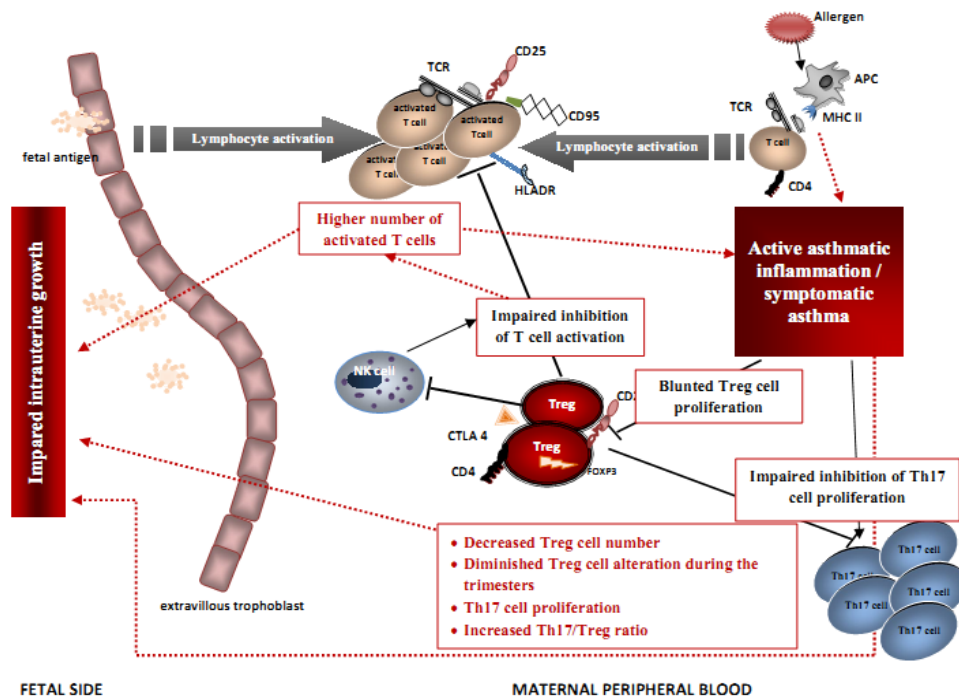 Allergen
CD25
TCR
APC
activated
T cell
activated
Tcell
CD95
TCR
MHC II
Lymphocyte activation
Lymphocyte activation
T cell
fetal antigen
activated
T cell
activated
T cell
HLADR
CD4
Higher number of
activated T cells
Active asthmatic
inflammation /
symptomatic
asthma
Impared intrauterine growth
Impaired inhibition
of T cell activation
NK cell
Blunted Treg cell
proliferation
Treg
CTLA 4
Treg
CD4
FOXP3
Impaired inhibition of Th17
cell proliferation
• Decreased Treg cell number
• Diminished Treg cell alteration during the
trimesters
• Th17 cell proliferation
• Increased Th17/Treg ratio
Th17 cell
Th17 cell
Th17 cell
Th17 cell
Th17 cell
extravillous trophoblast
FETAL SIDE
MATERNAL PERIPHERAL BLOOD